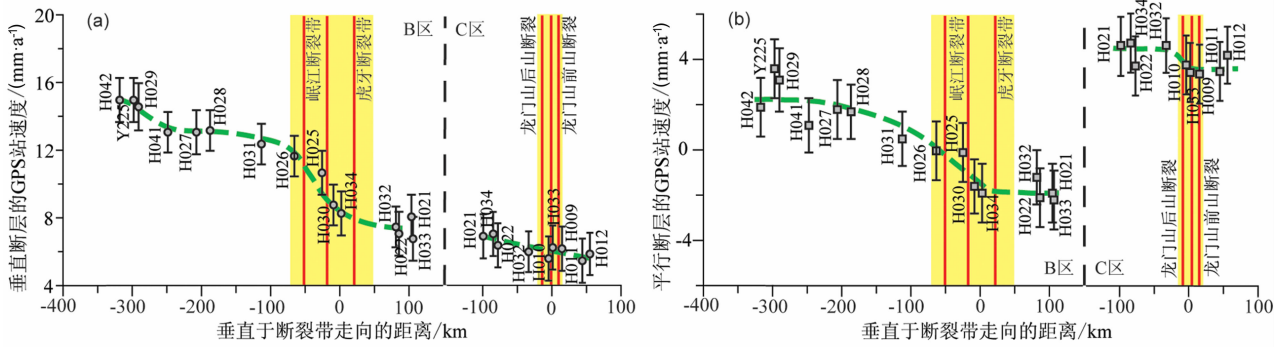 (a)
B区
C区
垂直断层的GPS站速度/(mm·a⁻¹)
20
16
12
8
4
岷江断裂带
虎牙断裂带
龙门山后山断裂
龙门山前山断裂
H042
Y225
H029
H041
H027
H028
H031
H026
H025
H030
H034
H032
H022
H021
H033
H021
H034
H022
H032
H010
H033
H009
H011
H012
-400
-300
-200
-100
0
100
-100
0
100
垂直于断裂带走向的距离/km
(b)
平行断层的GPS站速度/(mm·a⁻¹)
4
0
-4
岷江断裂带
虎牙断裂带
龙门山后山断裂
龙门山前山断裂
B区
C区
H042
Y225
H029
H041
H027
H028
H031
H026
H025
H030
H034
H032
H022
H021
H033
H021
H034
H032
H022
H010
H033
H009
H011
H012
-400
-300
-200
-100
0
100
-100
0
100
垂直于断裂带走向的距离/km